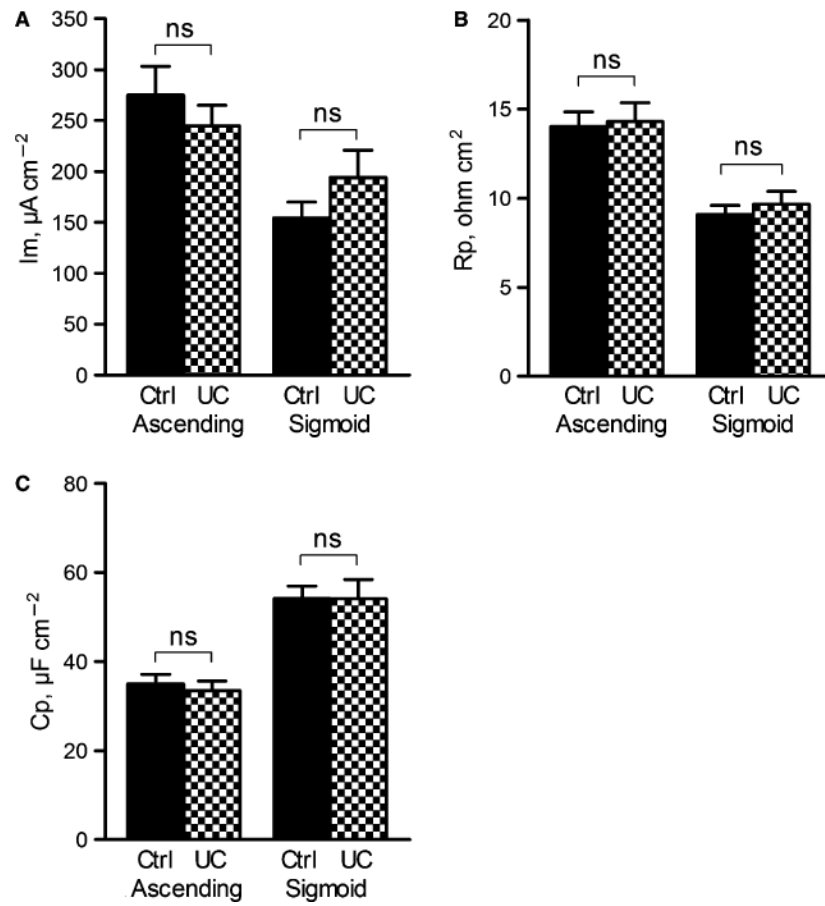 A
350
300
250
200
150
100
50
0
Im, µA cm⁻²
ns
ns
Ctrl UC Ctrl UC
Ascending Sigmoid
B
20
15
10
5
0
Rp, ohm cm²
ns
ns
Ctrl UC Ctrl UC
Ascending Sigmoid
C
80
60
40
20
0
Cp, µF cm⁻²
ns
ns
Ctrl UC Ctrl UC
Ascending Sigmoid